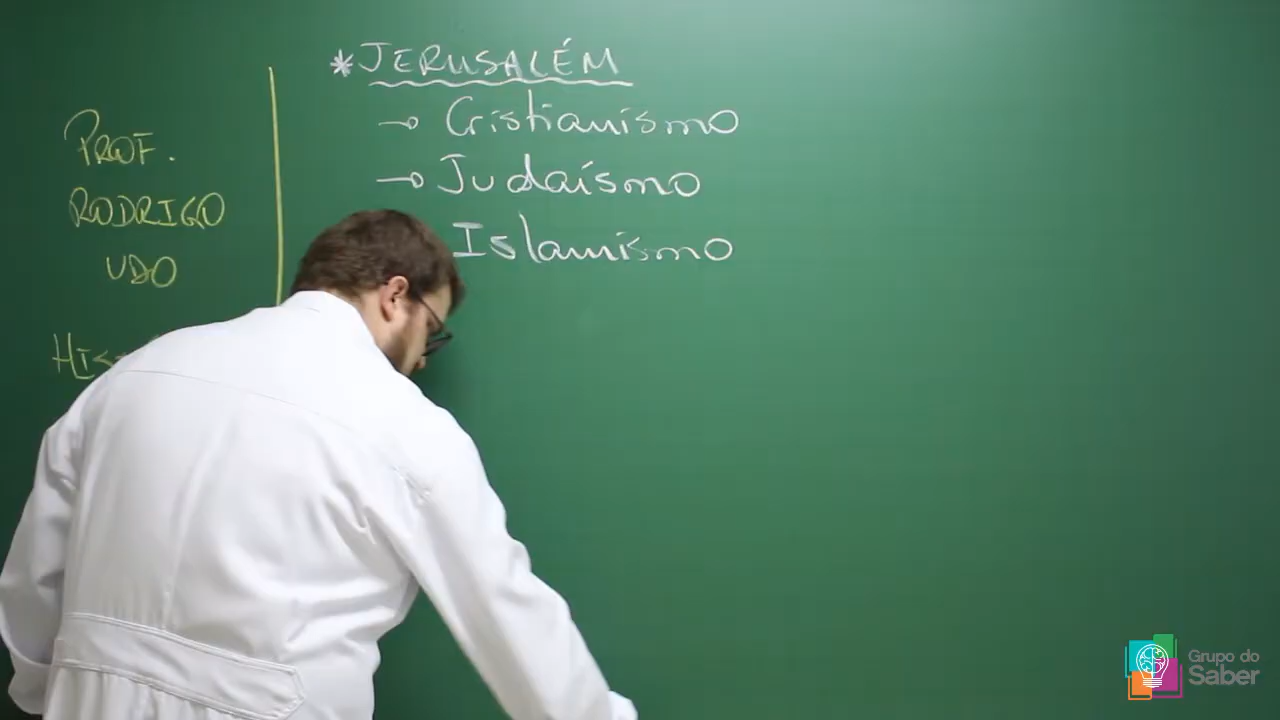 PROF.
RODRIGO
UDO
* JERUSALÉM
→ Cristianismo
→ Judaísmo
Islamismo
Grupo do
Saber